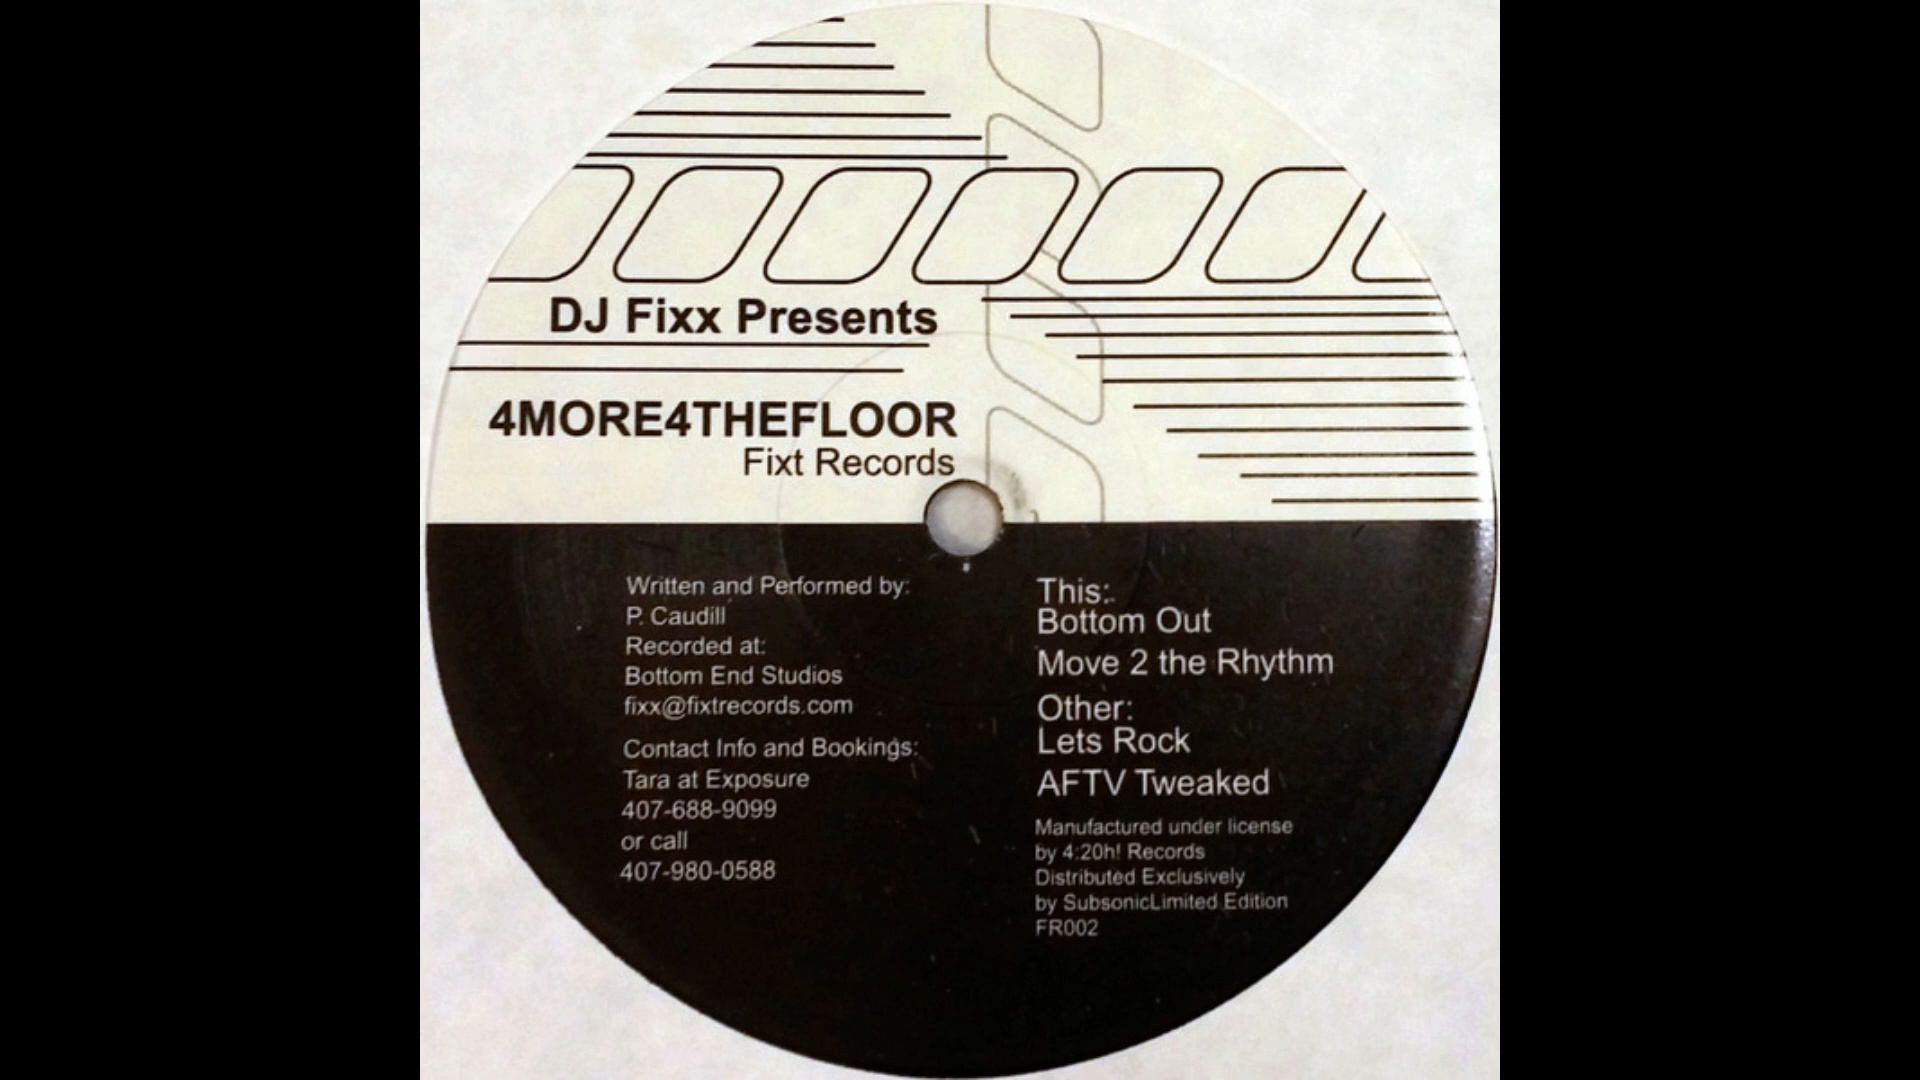 DJ Fixx Presents
4MORE4THEFLOOR
Fixt Records
Written and Performed by:
P. Caudill
Recorded at:
Bottom End Studios
fixx@fixtrecords.com
Contact Info and Bookings:
Tara at Exposure
407-688-9099
or call
407-980-0588
This:
Bottom Out
Move 2 the Rhythm
Other:
Lets Rock
AFTV Tweaked
Manufactured under license
by 4:20h! Records
Distributed Exclusively
by SubsonicLimited Edition
FR002